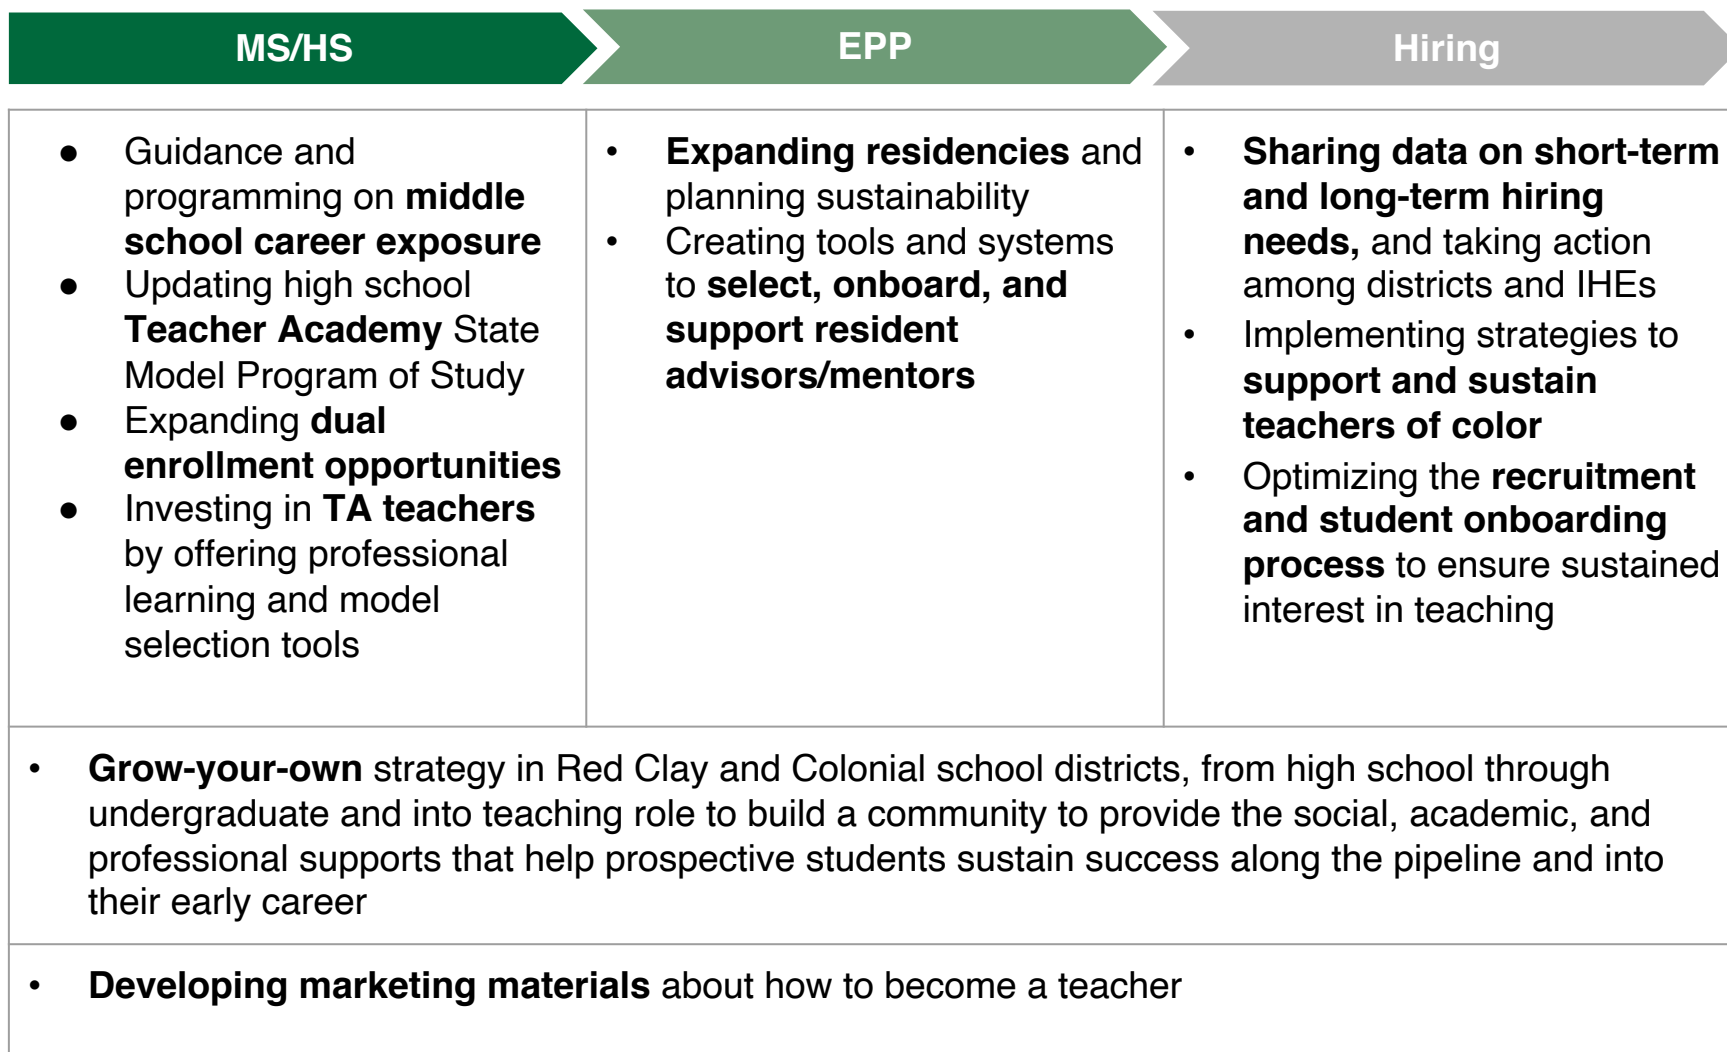 MS/HS
EPP
Hiring
● Guidance and
programming on middle
school career exposure
● Updating high school
Teacher Academy State
Model Program of Study
● Expanding dual
enrollment opportunities
● Investing in TA teachers
by offering professional
learning and model
selection tools
• Expanding residencies and
planning sustainability
• Creating tools and systems
to select, onboard, and
support resident
advisors/mentors
• Sharing data on short-term
and long-term hiring
needs, and taking action
among districts and IHEs
• Implementing strategies to
support and sustain
teachers of color
• Optimizing the recruitment
and student onboarding
process to ensure sustained
interest in teaching
• Grow-your-own strategy in Red Clay and Colonial school districts, from high school through
undergraduate and into teaching role to build a community to provide the social, academic, and
professional supports that help prospective students sustain success along the pipeline and into
their early career
• Developing marketing materials about how to become a teacher